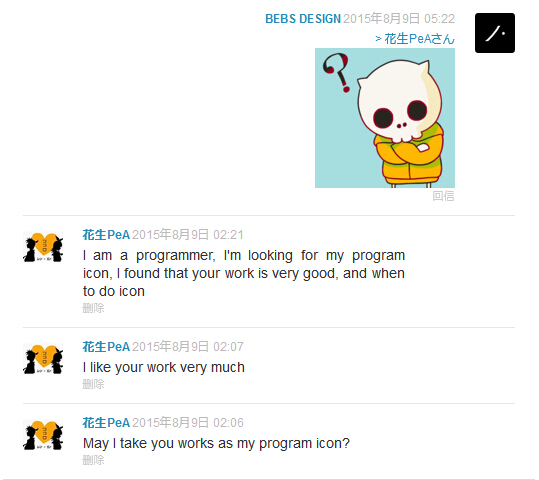 BEBS DESIGN 2015年8月9日 05:22
> 花生PeAさん
?
回信
花生PeA 2015年8月9日 02:21
I am a programmer, I'm looking for my program
icon, I found that your work is very good, and when
to do icon
删除
花生PeA 2015年8月9日 02:07
I like your work very much
删除
花生PeA 2015年8月9日 02:06
May I take you works as my program icon?
删除